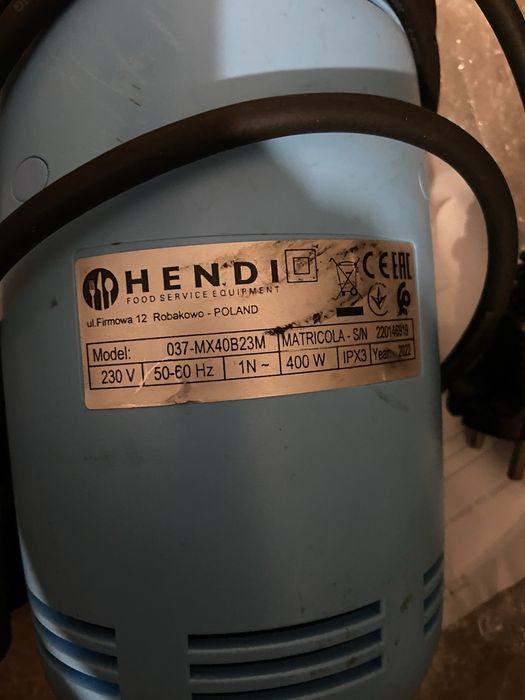 HENDI
FOOD SERVICE EQUIPMENT
ul.Firmowa 12 Robakowo - POLAND
CE EAC
Model: 037-MX40B23M MATRICOLA - S/N 220146919
230 V 50-60 Hz 1N ~ 400 W IPX3 Year 2022